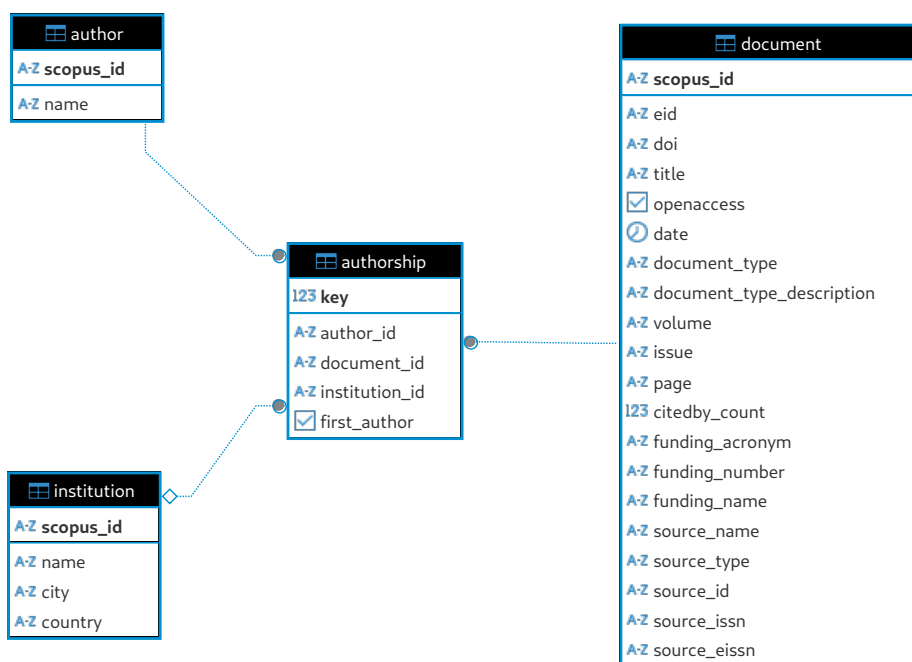 author
A-Z scopus_id
A-Z name
document
A-Z scopus_id
A-Z eid
A-Z doi
A-Z title
openaccess
date
A-Z document_type
A-Z document_type_description
A-Z volume
A-Z issue
A-Z page
123 citedby_count
A-Z funding_acronym
A-Z funding_number
A-Z funding_name
A-Z source_name
A-Z source_type
A-Z source_id
A-Z source_issn
A-Z source_eissn
authorship
123 key
A-Z author_id
A-Z document_id
A-Z institution_id
first_author
institution
A-Z scopus_id
A-Z name
A-Z city
A-Z country